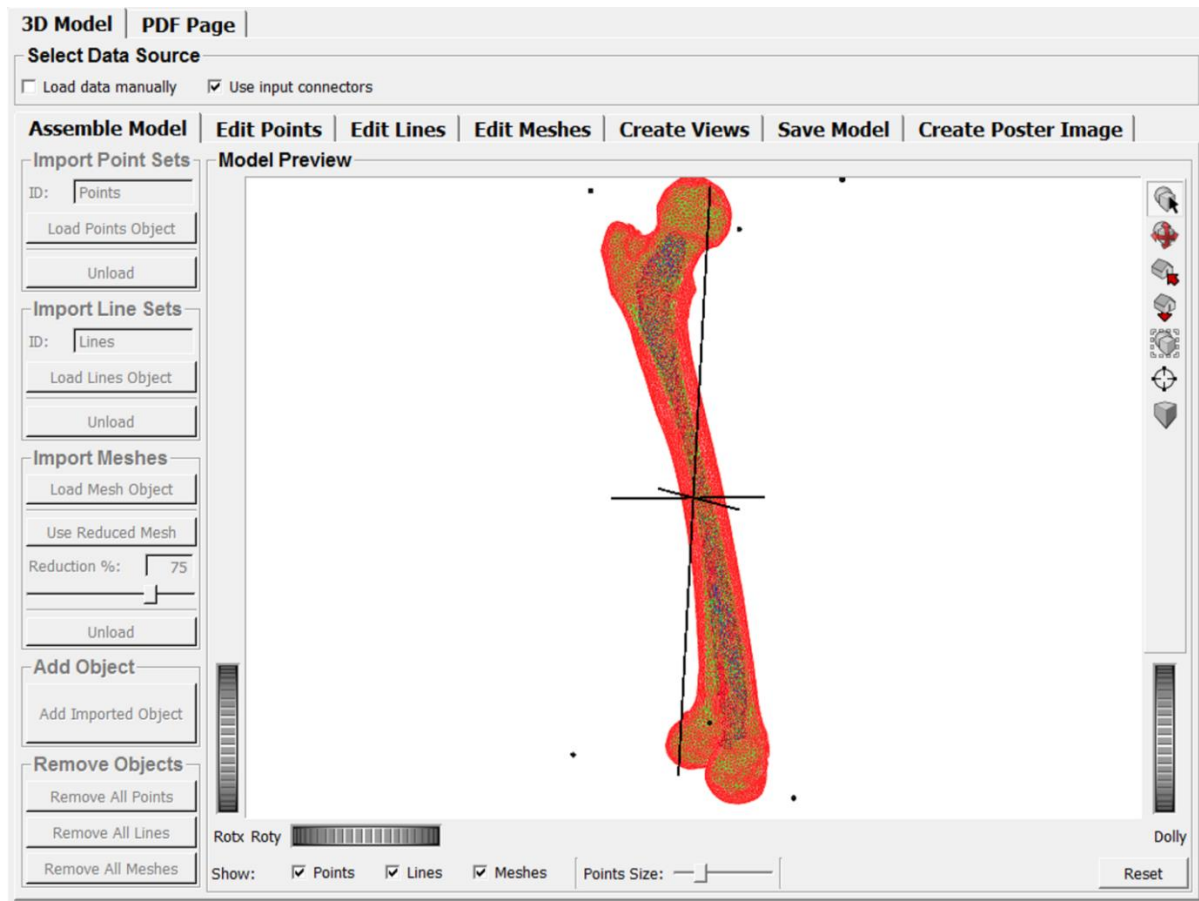 3D Model
PDF Page
Select Data Source
Load data manually
Use input connectors
Assemble Model
Edit Points
Edit Lines
Edit Meshes
Create Views
Save Model
Create Poster Image
Import Point Sets
ID: Points
Load Points Object
Unload
Import Line Sets
ID: Lines
Load Lines Object
Unload
Import Meshes
Load Mesh Object
Use Reduced Mesh
Reduction %: 75
Unload
Add Object
Add Imported Object
Remove Objects
Remove All Points
Remove All Lines
Remove All Meshes
Model Preview
Rotx Roty
Dolly
Show:
Points
Lines
Meshes
Points Size:
Reset